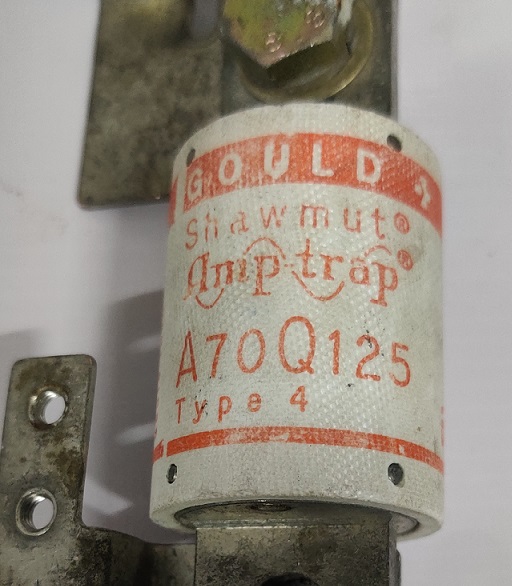 GOULD
Shawmut®
Amp-trap®
A70Q125
Type 4